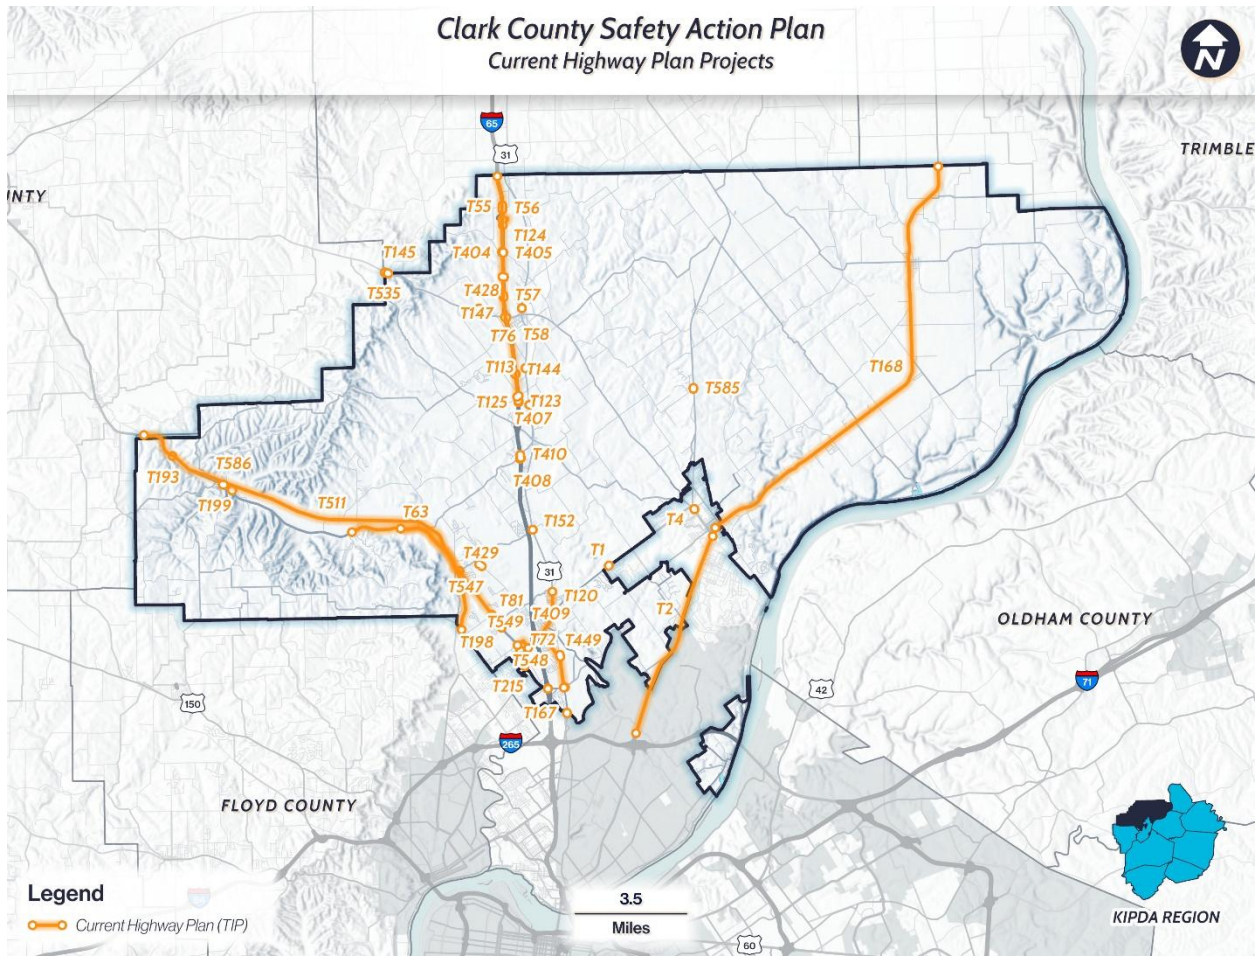 Clark County Safety Action Plan
Current Highway Plan Projects
N
65
31
TRIMBLE
UNTY
T55
T56
T124
T404
T405
T145
T535
T428
T57
T147
T76
T58
T113
T144
T168
T585
T125
T123
T407
T410
T408
T586
T193
T199
T511
T63
T4
T152
T1
T429
31
T547
T81
T120
T409
T2
T549
T198
T72
T449
T548
OLDHAM COUNTY
T215
T167
71
42
150
265
FLOYD COUNTY
Legend
Current Highway Plan (TIP)
3.5
Miles
60
KIPDA REGION